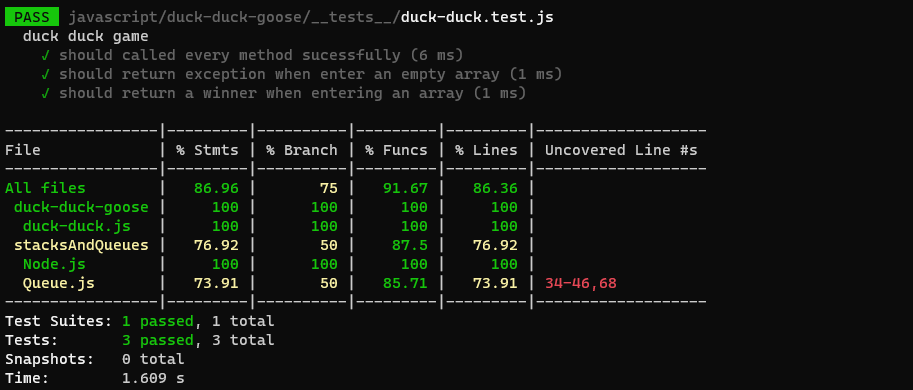 PASS javascript/duck-duck-goose/__tests__/duck-duck.test.js
  duck duck game
    √ should called every method sucessfully (6 ms)
    √ should return exception when enter an empty array (1 ms)
    √ should return a winner when entering an array (1 ms)

-----------------|---------|----------|---------|---------|-------------------
File             | % Stmts | % Branch | % Funcs | % Lines | Uncovered Line #s
-----------------|---------|----------|---------|---------|-------------------
All files        |   86.96 |       75 |   91.67 |   86.36 |
 duck-duck-goose |     100 |      100 |     100 |     100 |
  duck-duck.js   |     100 |      100 |     100 |     100 |
 stacksAndQueues |   76.92 |       50 |    87.5 |   76.92 |
  Node.js        |     100 |      100 |     100 |     100 |
  Queue.js       |   73.91 |       50 |   85.71 |   73.91 | 34-46,68
-----------------|---------|----------|---------|---------|-------------------
Test Suites: 1 passed, 1 total
Tests:       3 passed, 3 total
Snapshots:   0 total
Time:        1.609 s